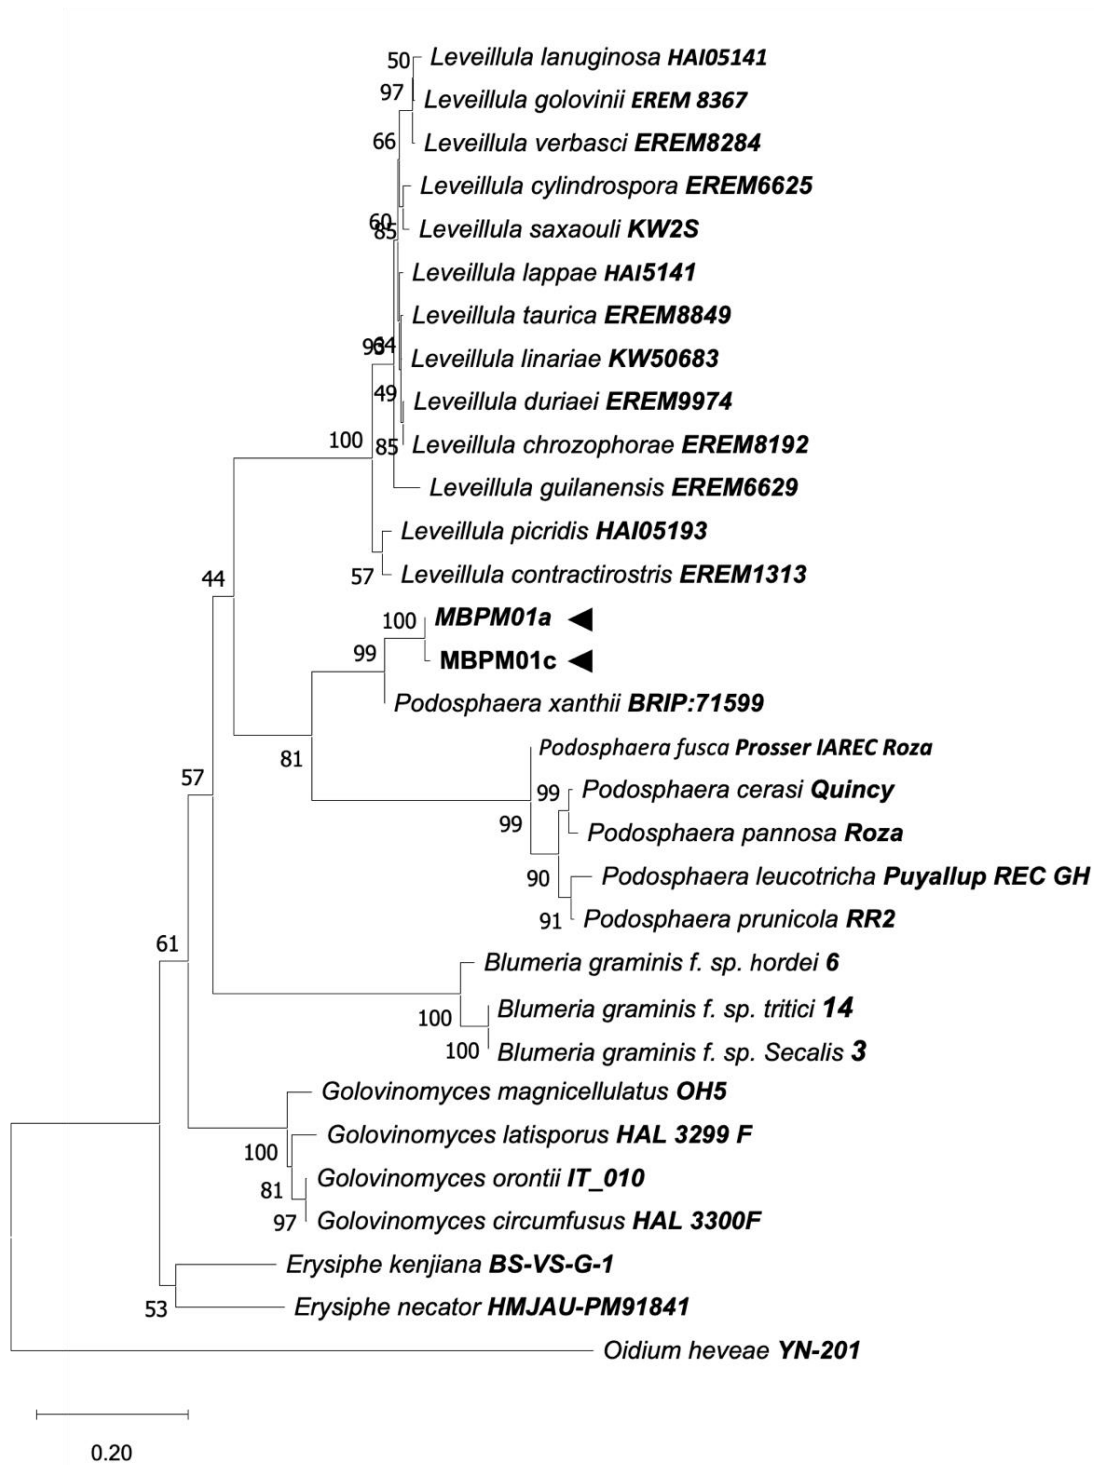 50
Leveillula lanuginosa HAI05141
97
Leveillula golovinii EREM 8367
66
Leveillula verbasci EREM8284
Leveillula cylindrospora EREM6625
60
85
Leveillula saxaouli KW2S
Leveillula lappae HAI5141
Leveillula taurica EREM8849
64
Leveillula linariae KW50683
49
Leveillula duriaei EREM9974
100
85
Leveillula chrozophorae EREM8192
Leveillula guilanensis EREM6629
Leveillula picridis HAI05193
44
57
Leveillula contractirostris EREM1313
100
MBPM01a
99
MBPM01c
Podosphaera xanthii BRIP:71599
81
Podosphaera fusca Prosser IAREC Roza
57
99
Podosphaera cerasi Quincy
99
Podosphaera pannosa Roza
90
Podosphaera leucotricha Puyallup REC GH
91
Podosphaera prunicola RR2
61
Blumeria graminis f. sp. hordei 6
100
Blumeria graminis f. sp. tritici 14
100
Blumeria graminis f. sp. Secalis 3
Golovinomyces magnicellulatus OH5
Golovinomyces latisporus HAL 3299 F
100
Golovinomyces orontii IT_010
81
97
Golovinomyces circumfusus HAL 3300F
Erysiphe kenjiana BS-VS-G-1
53
Erysiphe necator HMJAU-PM91841
Oidium heveae YN-201
0.20